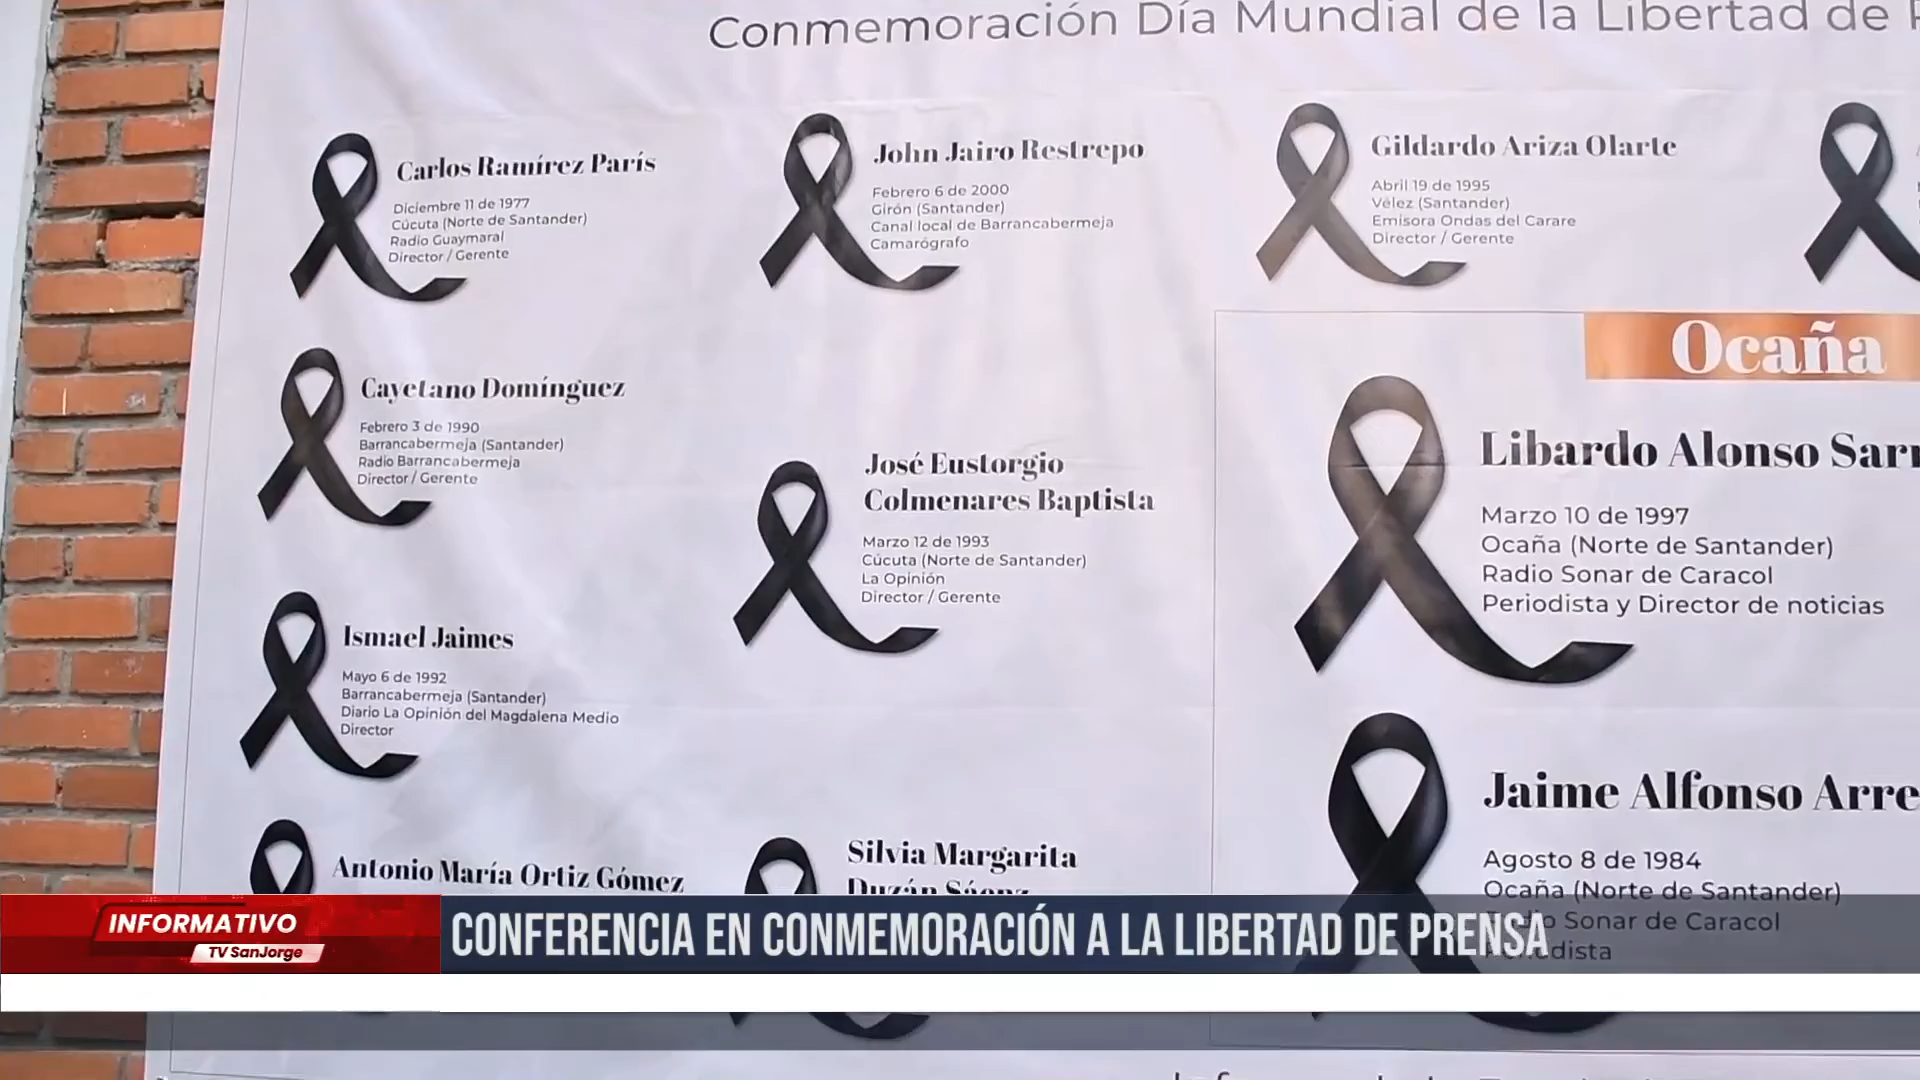 Conmemoración Día Mundial de la Libertad de
Carlos Ramírez París
Diciembre 11 de 1977
Cúcuta (Norte de Santander)
Radio Guaymaral
Director / Gerente
John Jairo Restrepo
Febrero 6 de 2000
Girón (Santander)
Canal local de Barrancabermeja
Camarógrafo
Gildardo Ariza Olarte
Abril 19 de 1995
Vélez (Santander)
Emisora Ondas del Carare
Director / Gerente
Cayetano Domínguez
Febrero 3 de 1990
Barrancabermeja (Santander)
Radio Barrancabermeja
Director / Gerente
José Eustorgio
Colmenares Baptista
Marzo 12 de 1993
Cúcuta (Norte de Santander)
La Opinión
Director / Gerente
Ismael Jaimes
Mayo 6 de 1992
Barrancabermeja (Santander)
Diario La Opinión del Magdalena Medio
Director
Antonio María Ortiz Gómez
Silvia Margarita
Ocaña
Libardo Alonso
Marzo 10 de 1997
Ocaña (Norte de Santander)
Radio Sonar de Caracol
Periodista y Director de noticias
Jaime Alfonso
Agosto 8 de 1984
Ocaña (Norte de Santander)
Sonar de Caracol
INFORMATIVO
TV SanJorge
CONFERENCIA EN CONMEMORACIÓN A LA LIBERTAD DE PRENSA